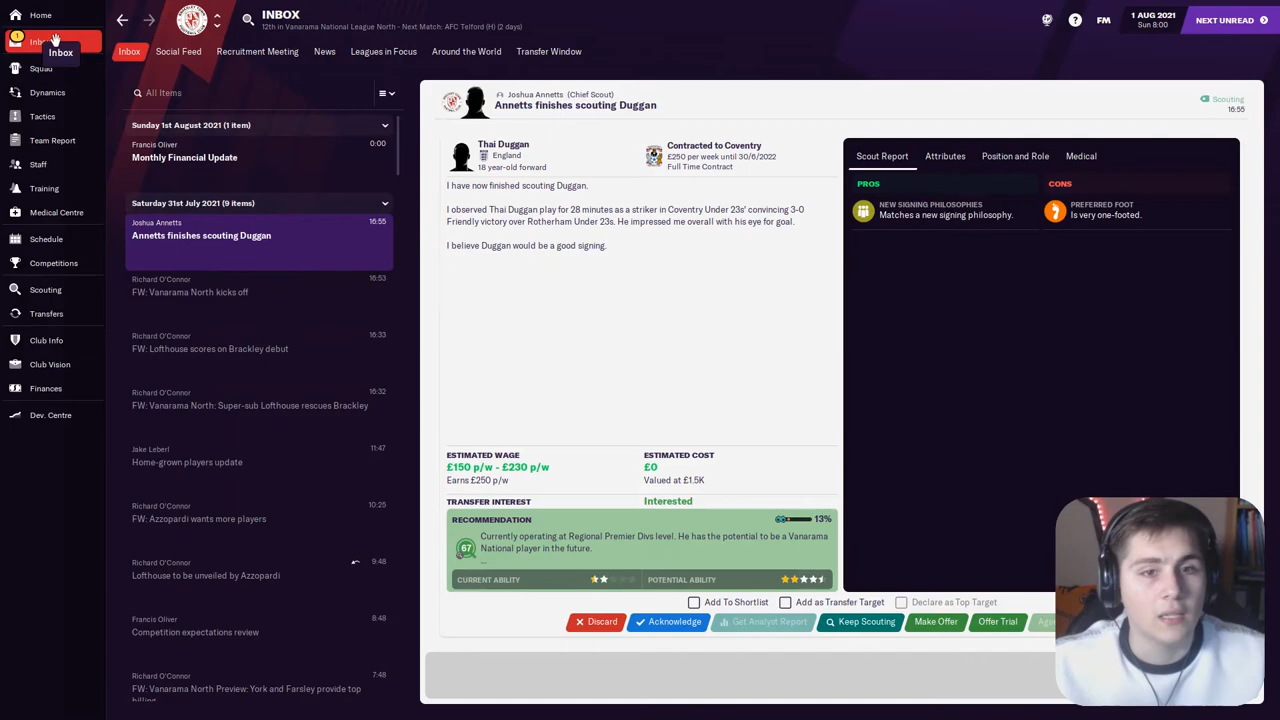 Home
INBOX
12th in Vanarama National League North - Next Match: AFC Telford (H) (2 days)
FM
1 AUG 2021
Sun 8:00
NEXT UNREAD
1
Inbox
Inbox
Social Feed
Recruitment Meeting
News
Leagues in Focus
Around the World
Transfer Window
Squad
Dynamics
Tactics
Team Report
Staff
Training
Medical Centre
Schedule
Competitions
Scouting
Transfers
Club Info
Club Vision
Finances
Dev. Centre
All Items
Sunday 1st August 2021 (1 item)
Francis Oliver 0:00
Monthly Financial Update
Saturday 31st July 2021 (9 items)
Joshua Annetts 16:55
Annetts finishes scouting Duggan
Richard O'Connor 16:53
FW: Vanarama North kicks off
Richard O'Connor 16:33
FW: Lofthouse scores on Brackley debut
Richard O'Connor 16:32
FW: Vanarama North: Super-sub Lofthouse rescues Brackley
Jake Leberl 11:47
Home-grown players update
Richard O'Connor 10:25
FW: Azzopardi wants more players
Richard O'Connor 9:48
Lofthouse to be unveiled by Azzopardi
Francis Oliver 8:48
Competition expectations review
Richard O'Connor 7:48
FW: Vanarama North Preview: York and Farsley provide top
billing
Joshua Annetts (Chief Scout)
Annetts finishes scouting Duggan
Scouting
16:55
Thai Duggan
England
18 year-old forward
Contracted to Coventry
£250 per week until 30/6/2022
Full Time Contract
I have now finished scouting Duggan.
I observed Thai Duggan play for 28 minutes as a striker in Coventry Under 23s' convincing 3-0
Friendly victory over Rotherham Under 23s. He impressed me overall with his eye for goal.
I believe Duggan would be a good signing.
ESTIMATED WAGE
£150 p/w - £230 p/w
Earns £250 p/w
ESTIMATED COST
£0
Valued at £1.5K
TRANSFER INTEREST
Interested
RECOMMENDATION
13%
67
Currently operating at Regional Premier Divs level. He has the potential to be a Vanarama
National player in the future.
...
CURRENT ABILITY
POTENTIAL ABILITY
Scout Report
Attributes
Position and Role
Medical
PROS
CONS
NEW SIGNING PHILOSOPHIES
Matches a new signing philosophy.
PREFERRED FOOT
Is very one-footed.
Add To Shortlist
Add as Transfer Target
Declare as Top Target
Discard
Acknowledge
Get Analyst Report
Keep Scouting
Make Offer
Offer Trial